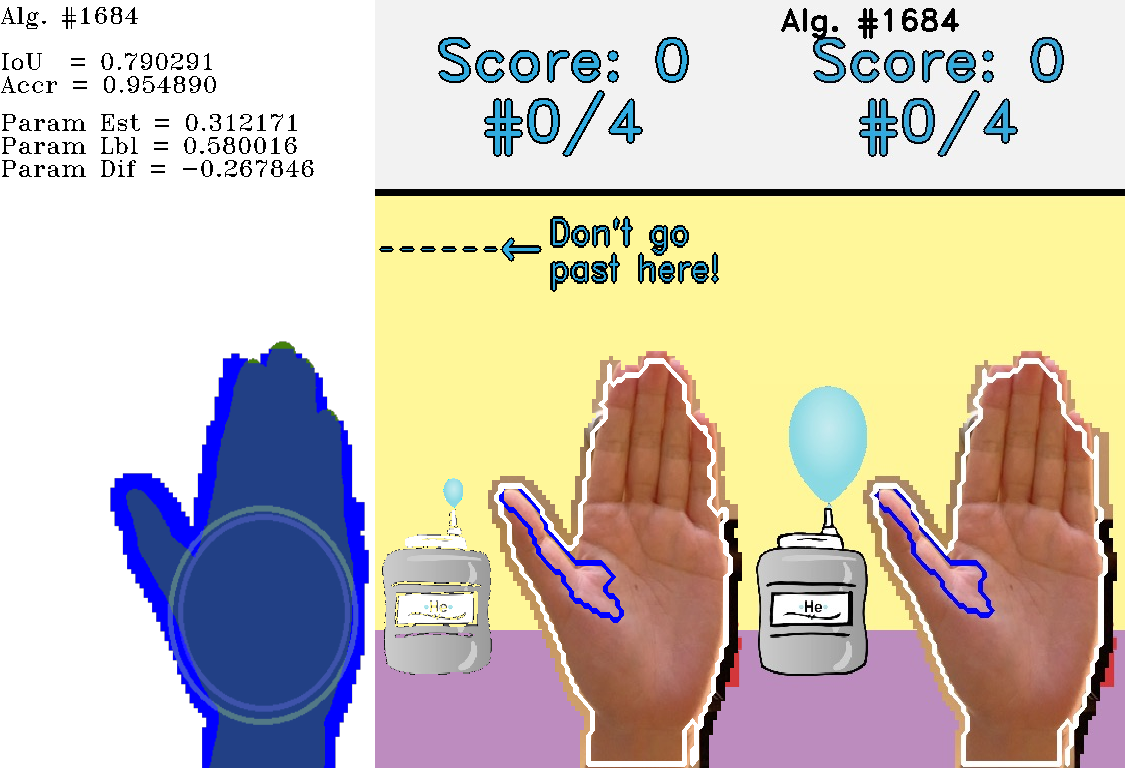 Alg. #1684
IoU = 0.790291
Accr = 0.954890
Param Est = 0.312171
Param Lbl = 0.580016
Param Dif = −0.267846
Score: 0
#0/4
Don't go
past here!
He
Alg. #1684
Score: 0
#0/4
He